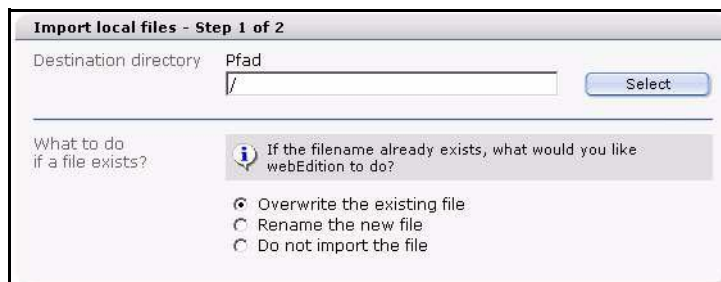 Import local files - Step 1 of 2
Destination directory
Pfad
/
Select
What to do
if a file exists?
If the filename already exists, what would you like
webEdition to do?
Overwrite the existing file
Rename the new file
Do not import the file